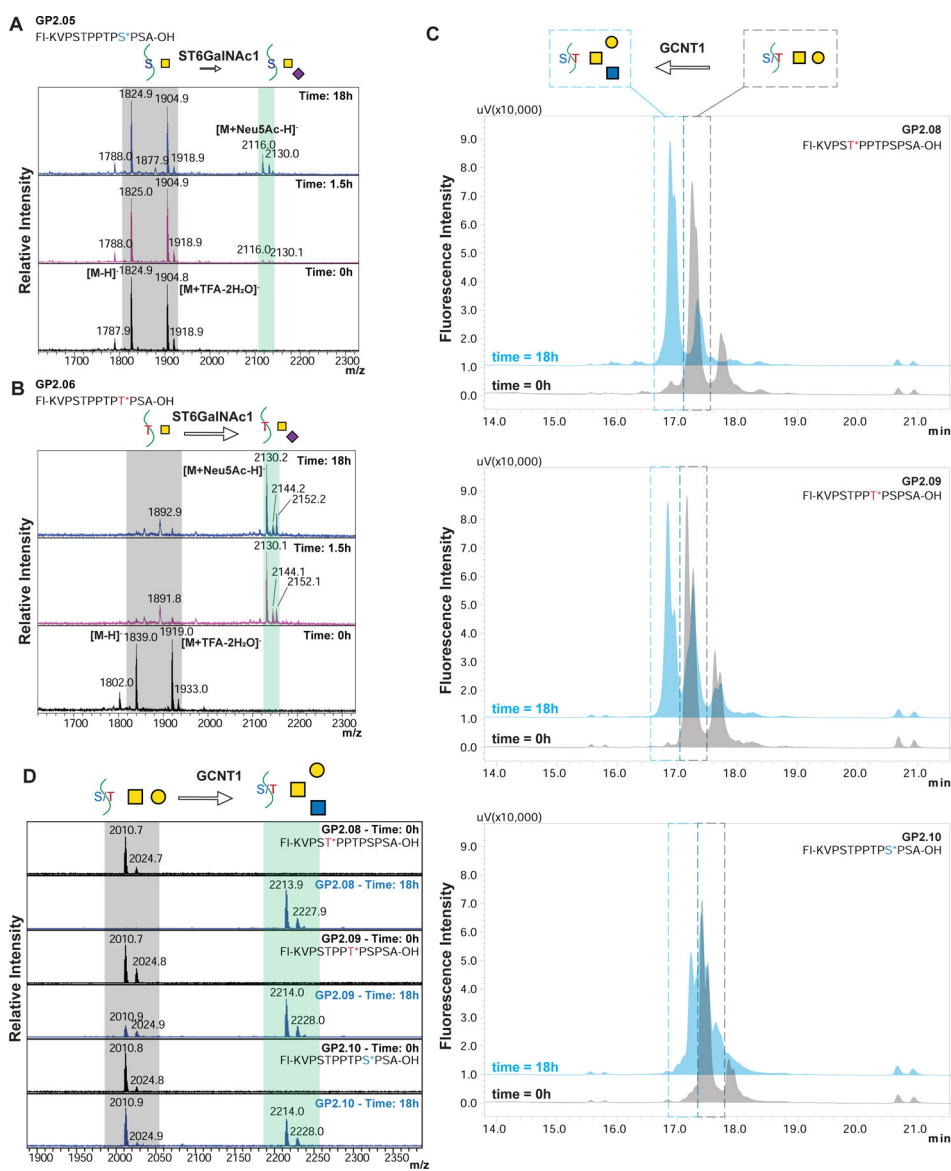 A
GP2.05
FI-KVPSTPPTPS*PSA-OH
ST6GalNAc1
S
S
Time: 18h
1824.9
1904.9
[M+Neu5Ac-H]-
2116.0
2130.0
1788.0
1877.9
1918.9
Time: 1.5h
1825.0
1904.9
1788.0
1918.9
2116.0
2130.1
Time: 0h
[M-H]-
1824.9
1904.8
[M+TFA-2H₂O]-
1787.9
1918.9
Relative Intensity
1700 1800 1900 2000 2100 2200 2300
m/z
B
GP2.06
FI-KVPSTPPTPT*PSA-OH
ST6GalNAc1
T
T
Time: 18h
[M+Neu5Ac-H]-
2130.2
2144.2
2152.2
1892.9
Time: 1.5h
2130.1
2144.1
2152.1
1891.8
Time: 0h
[M-H]-
1839.0
1919.0
[M+TFA-2H₂O]-
1802.0
1933.0
Relative Intensity
1700 1800 1900 2000 2100 2200 2300
m/z
C
GCNT1
S/T
S/T
uV(x10,000)
GP2.08
FI-KVPST*PPTPSPSA-OH
9.0
8.0
7.0
6.0
5.0
4.0
3.0
2.0
1.0
0.0
time = 18h
time = 0h
Fluorescence Intensity
14.0 15.0 16.0 17.0 18.0 19.0 20.0 21.0
min
uV(x10,000)
GP2.09
FI-KVPSTPPT*PSPSA-OH
9.0
8.0
7.0
6.0
5.0
4.0
3.0
2.0
1.0
0.0
time = 18h
time = 0h
Fluorescence Intensity
14.0 15.0 16.0 17.0 18.0 19.0 20.0 21.0
min
uV(x10,000)
GP2.10
FI-KVPSTPPTPS*PSA-OH
9.0
8.0
7.0
6.0
5.0
4.0
3.0
2.0
1.0
0.0
time = 18h
time = 0h
Fluorescence Intensity
14.0 15.0 16.0 17.0 18.0 19.0 20.0 21.0
min
D
GCNT1
S/T
S/T
GP2.08 - Time: 0h
FI-KVPST*PPTPSPSA-OH
2010.7
2024.7
GP2.08 - Time: 18h
2213.9
2227.9
GP2.09 - Time: 0h
FI-KVPSTPPT*PSPSA-OH
2010.7
2024.8
GP2.09 - Time: 18h
2010.9
2024.9
2214.0
2228.0
GP2.10 - Time: 0h
FI-KVPSTPPTPS*PSA-OH
2010.8
2024.8
GP2.10 - Time: 18h
2010.9
2024.9
2214.0
2228.0
Relative Intensity
1900 1950 2000 2050 2100 2150 2200 2250 2300 2350
m/z